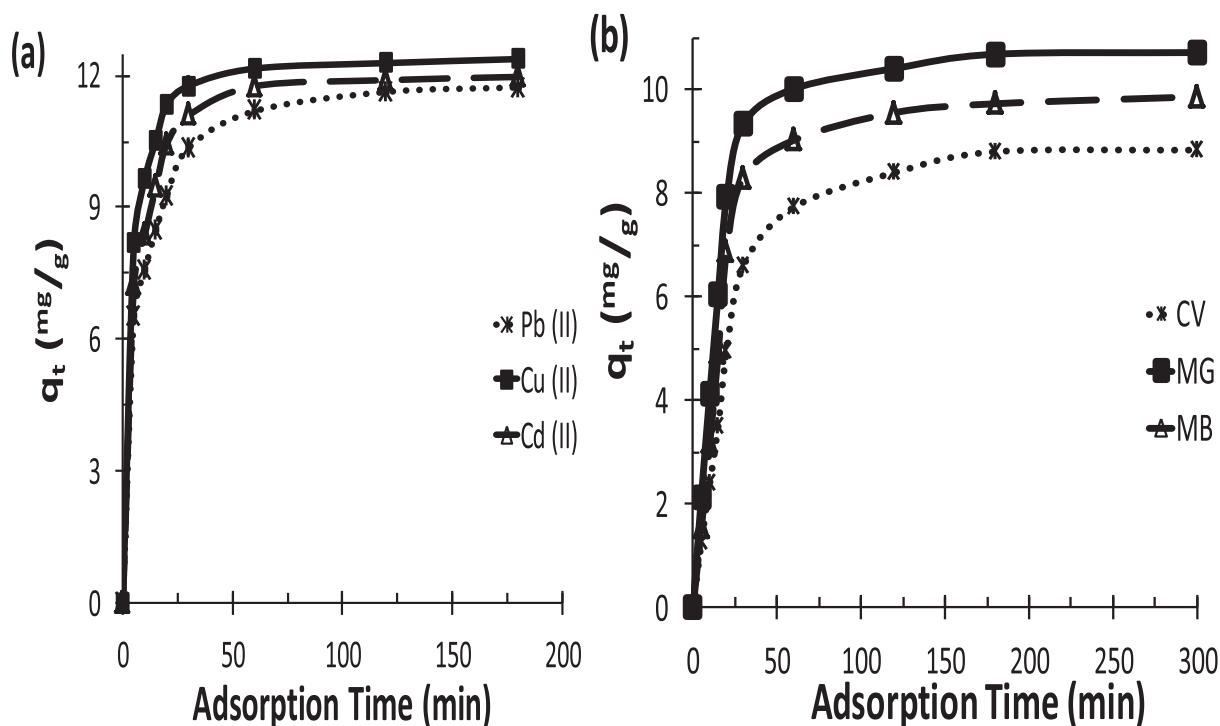 (a)
12
9
6
3
0
qt (mg/g)
Pb (II)
Cu (II)
Cd (II)
0 50 100 150 200
Adsorption Time (min)
(b)
10
8
6
4
2
0
qt (mg/g)
CV
MG
MB
0 50 100 150 200 250 300
Adsorption Time (min)